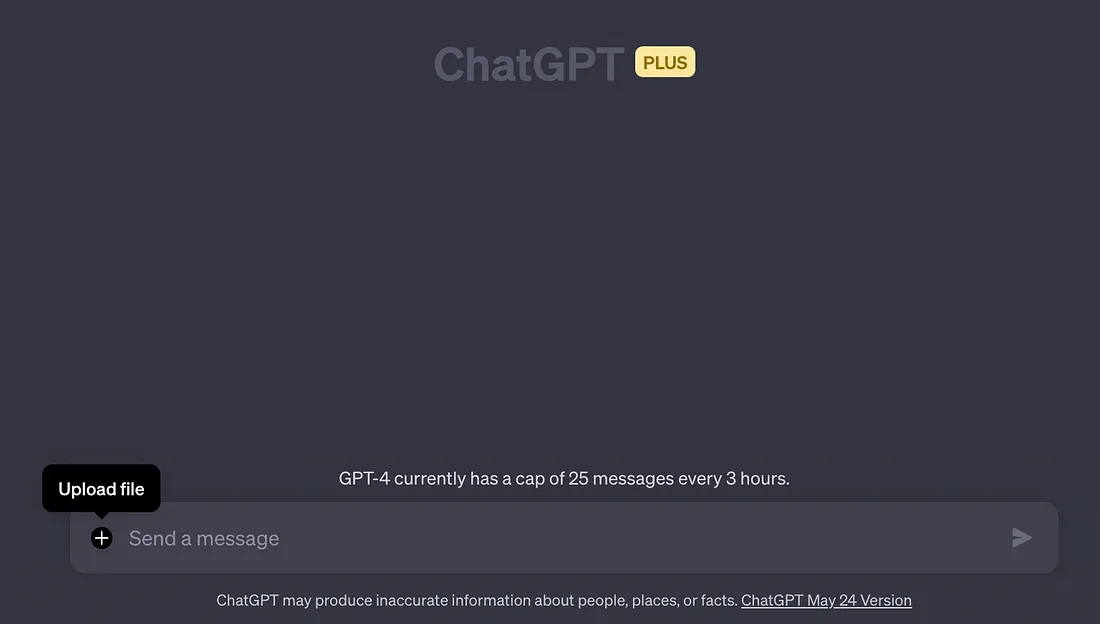 ChatGPT PLUS
GPT-4 currently has a cap of 25 messages every 3 hours.
Upload file
Send a message
ChatGPT may produce inaccurate information about people, places, or facts. ChatGPT May 24 Version